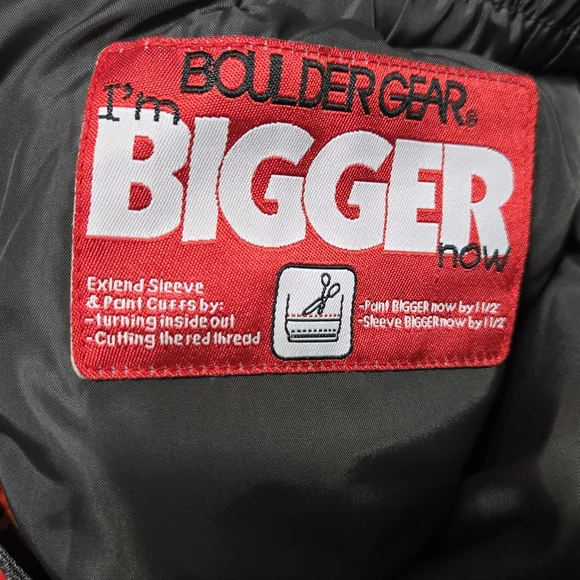 BOULDER GEAR®
I'm
BIGGER
now
Extend Sleeve
& Pant Cuffs by:
-turning inside out
-Cutting the red thread
-Pant BIGGER now by 1 1/2"
-Sleeve BIGGER now by 1 1/2"